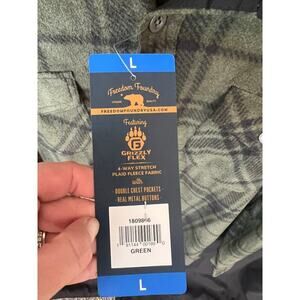 L
Freedom Foundry
FREEDOMFOUNDRYUSA.COM
Featuring
GRIZZLY
FLEX
4-WAY STRETCH
PLAID FLEECE FABRIC
with
•DOUBLE CHEST POCKETS•
•REAL METAL BUTTONS•
1809866
GREEN
L